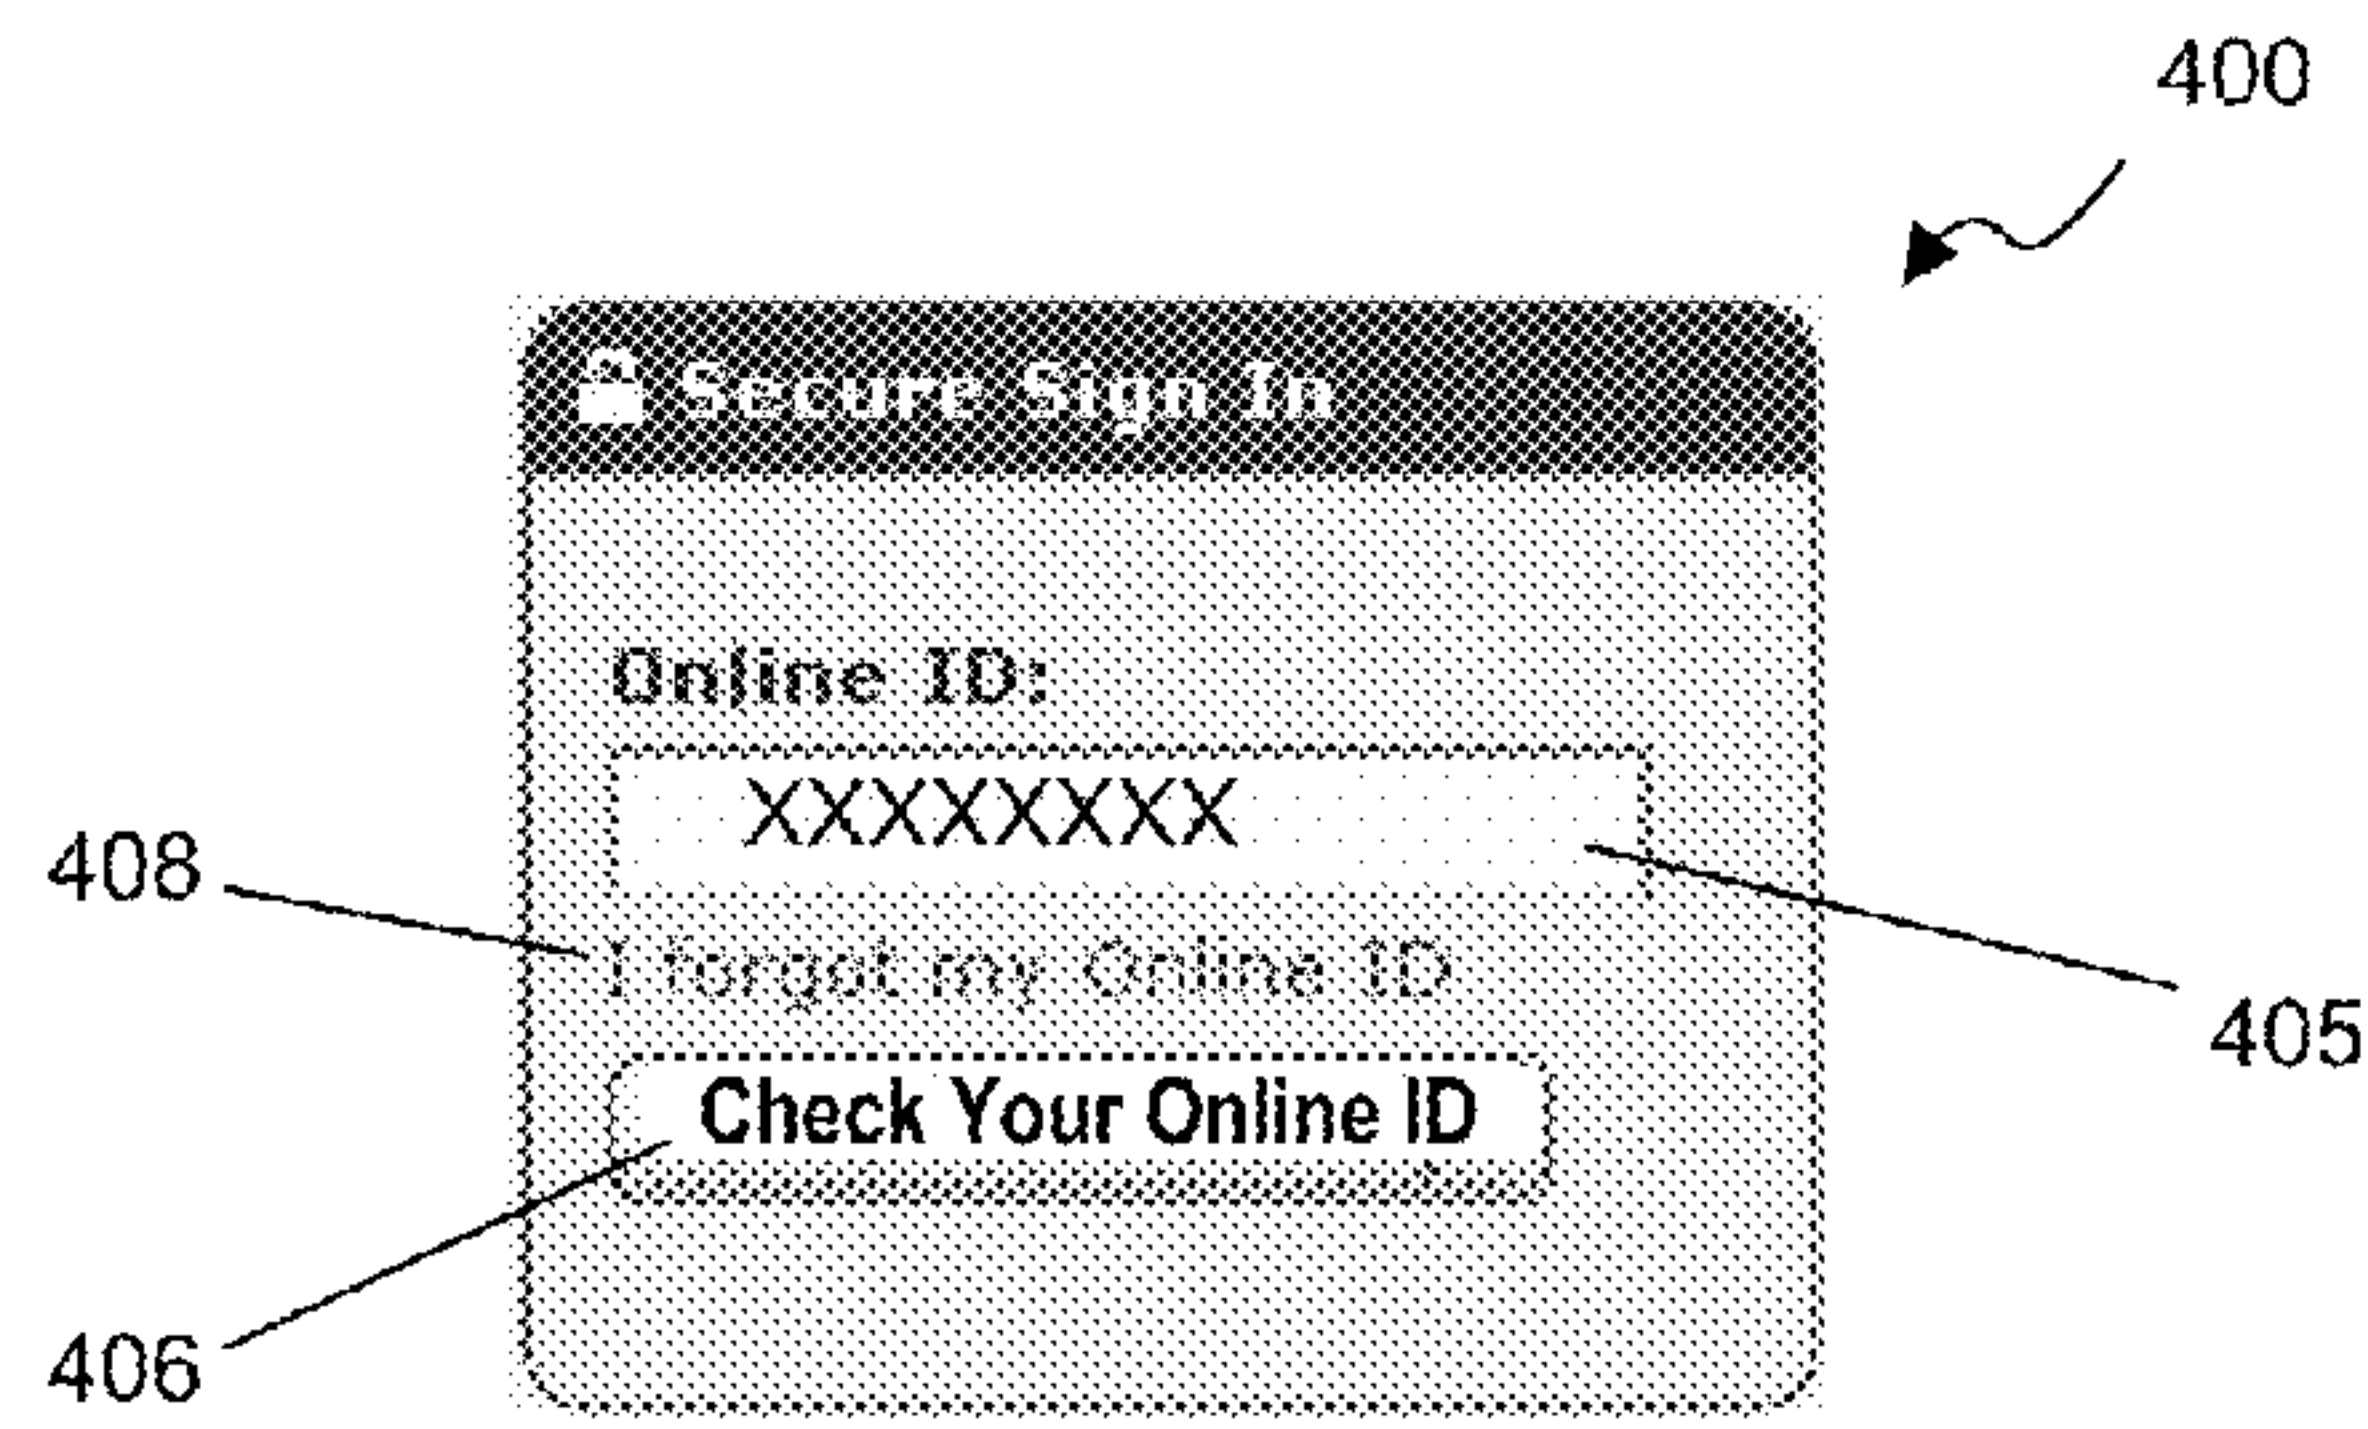 400
Secure Sign In
Online ID:
XXXXXXXX
408
I forgot my Online ID
405
Check Your Online ID
406